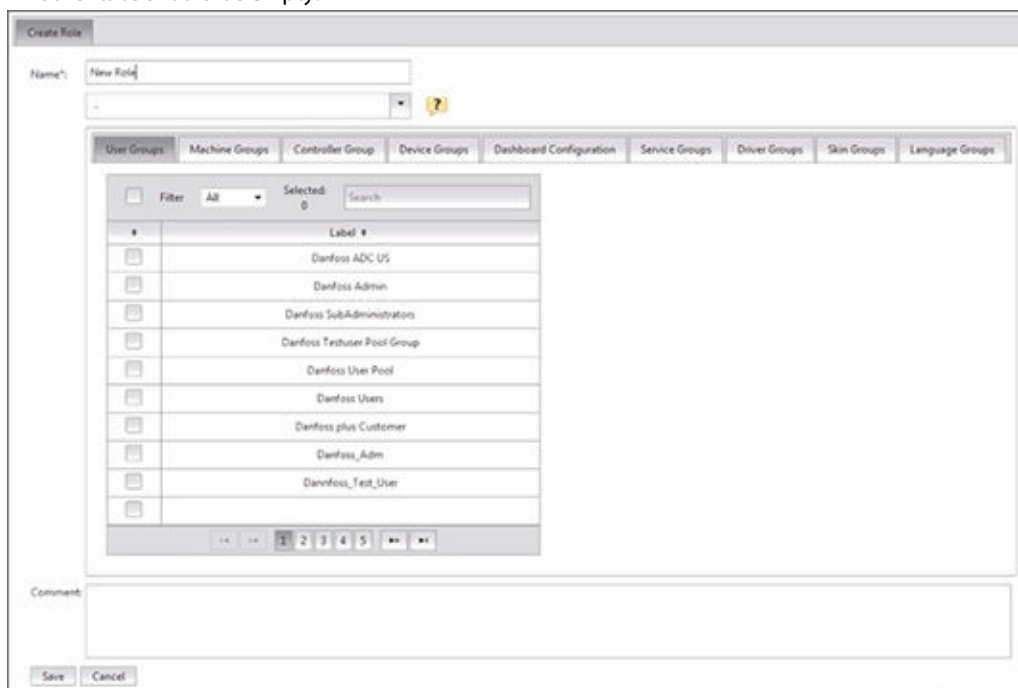 Create Role
Name*: New Role
-
?
User Groups Machine Groups Controller Group Device Groups Dashboard Configuration Service Groups Driver Groups Skin Groups Language Groups
Filter All Selected: 0 Search
Label
Danfoss ADC US
Danfoss Admin
Danfoss SubAdministrators
Danfoss Testuser Pool Group
Danfoss User Pool
Danfoss Users
Danfoss plus Customer
Danfoss_Adm
Dannfoss_Test_User
1 2 3 4 5
Comment:
Save Cancel